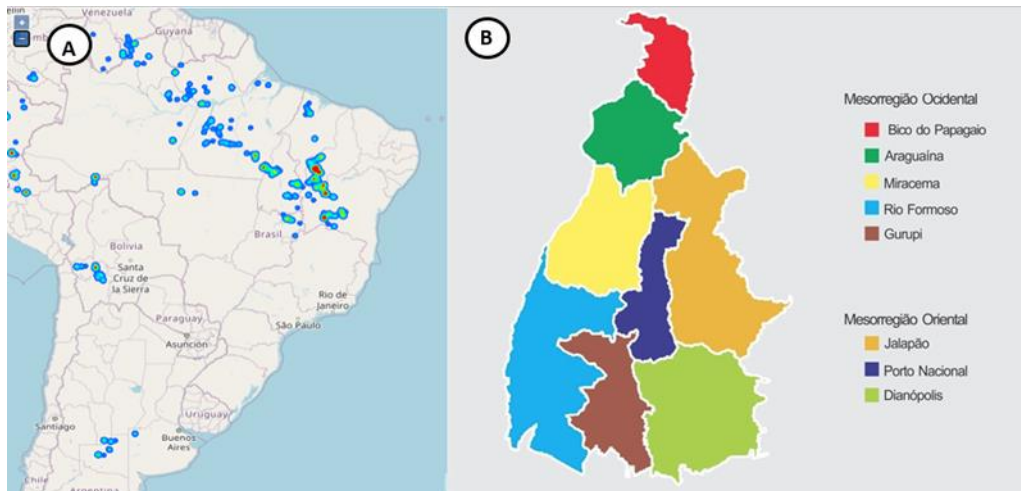 A
Venezuela
Guyana
Brasil
Bolivia
Santa
Cruz de
la Sierra
Rio de
Janeiro
São Paulo
Paraguay
Asunción
Uruguay
Santiago
Buenos
Aires
Chile
Argentina
B
Mesorregião Ocidental
Bico do Papagaio
Araguaína
Miracema
Rio Formoso
Gurupi
Mesorregião Oriental
Jalapão
Porto Nacional
Dianópolis